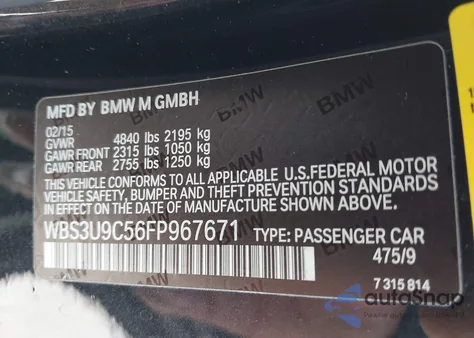 MFD BY BMW M GMBH
02/15
GVWR 4840 lbs 2195 kg
GAWR FRONT 2315 lbs 1050 kg
GAWR REAR 2755 lbs 1250 kg
THIS VEHICLE CONFORMS TO ALL APPLICABLE U.S.FEDERAL MOTOR
VEHICLE SAFETY, BUMPER AND THEFT PREVENTION STANDARDS
IN EFFECT ON THE DATE OF MANUFACTURE SHOWN ABOVE.
WBS3U9C56FP967671 TYPE: PASSENGER CAR
475/9
7 315 814
autoSnap